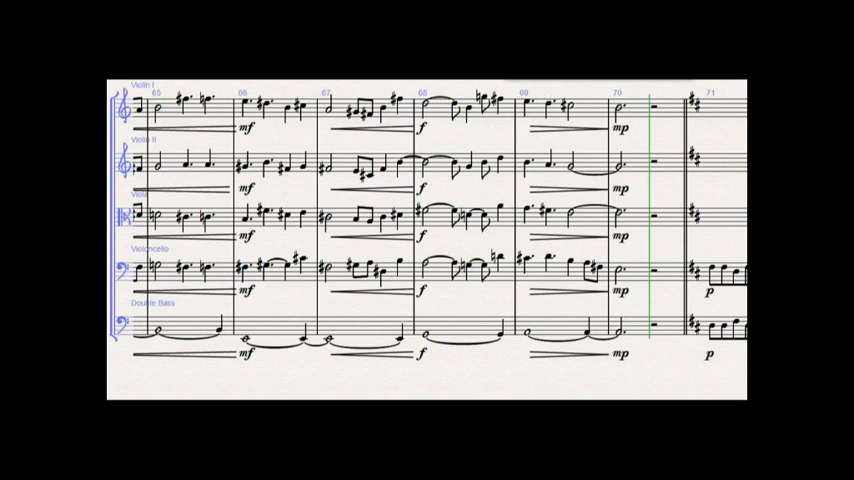 Violin I
65 66 67 68 69 70 71
mf f mp
Violin II
mf f mp
Viola
mf f mp
Violoncello
mf f mp p
Double Bass
mf f mp p